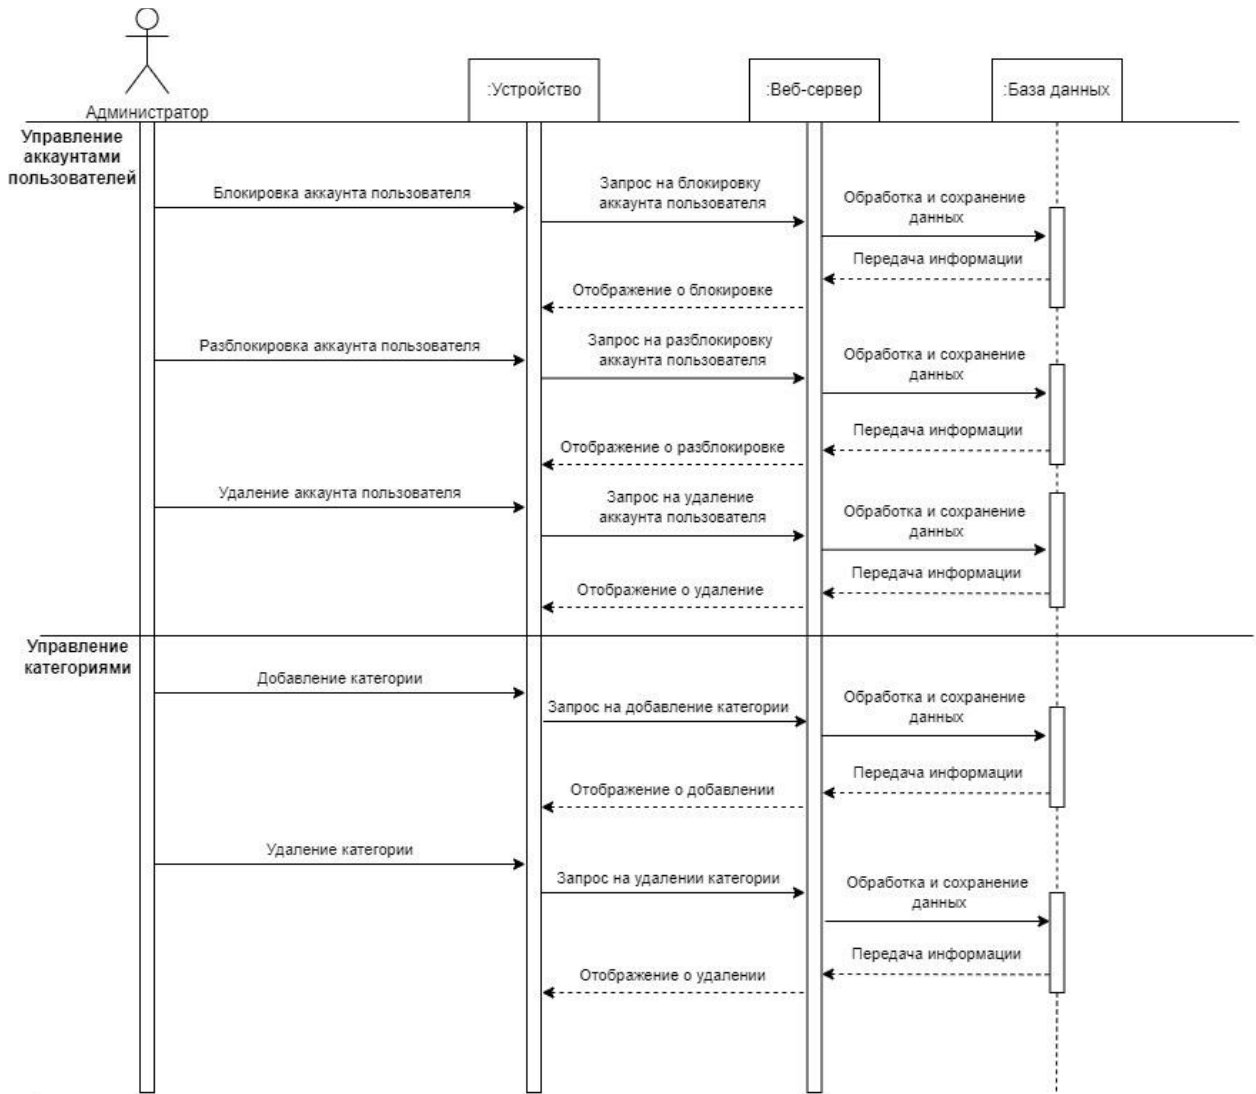 Администратор
:Устройство
:Веб-сервер
:База данных
Управление
аккаунтами
пользователей
Блокировка аккаунта пользователя
Запрос на блокировку
аккаунта пользователя
Обработка и сохранение
данных
Передача информации
Отображение о блокировке
Разблокировка аккаунта пользователя
Запрос на разблокировку
аккаунта пользователя
Обработка и сохранение
данных
Передача информации
Отображение о разблокировке
Удаление аккаунта пользователя
Запрос на удаление
аккаунта пользователя
Обработка и сохранение
данных
Передача информации
Отображение о удаление
Управление
категориями
Добавление категории
Запрос на добавление категории
Обработка и сохранение
данных
Передача информации
Отображение о добавлении
Удаление категории
Запрос на удалении категории
Обработка и сохранение
данных
Передача информации
Отображение о удалении